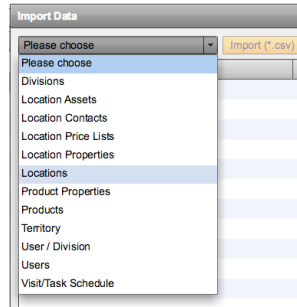 Import Data
Please choose
Import (*.csv)
Please choose
Divisions
Location Assets
Location Contacts
Location Price Lists
Location Properties
Locations
Product Properties
Products
Territory
User / Division
Users
Visit/Task Schedule